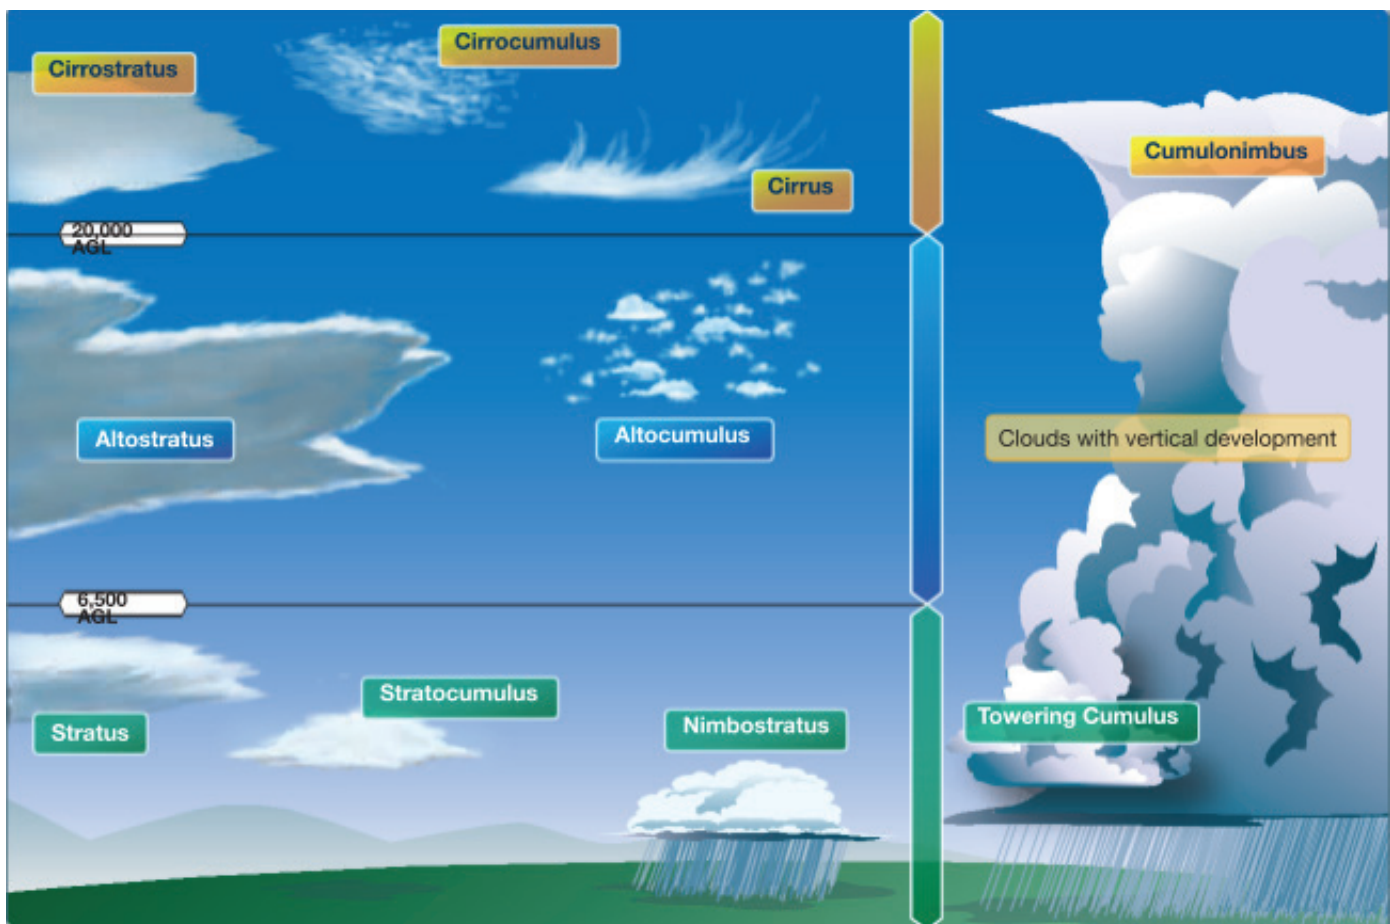 Cirrocumulus
Cirrostratus
Cumulonimbus
Cirrus
20,000
AGL
Altostratus
Altocumulus
Clouds with vertical development
6,500
AGL
Stratocumulus
Towering Cumulus
Nimbostratus
Stratus